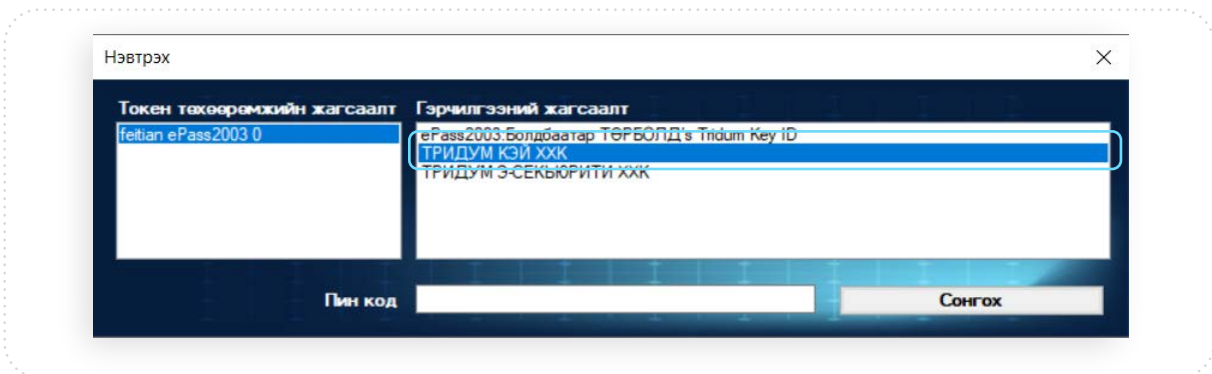 Нэвтрэх
Токен төхөөрөмжийн жагсаалт
Гэрчилгээний жагсаалт
feitian ePass2003 0
ePass2003:Болдбаатар ТӨРБОЛД's Tridum Key ID
ТРИДУМ КЭЙ ХХК
ТРИДУМ Э-СЕКЬЮРИТИ ХХК
Пин код
Сонгох